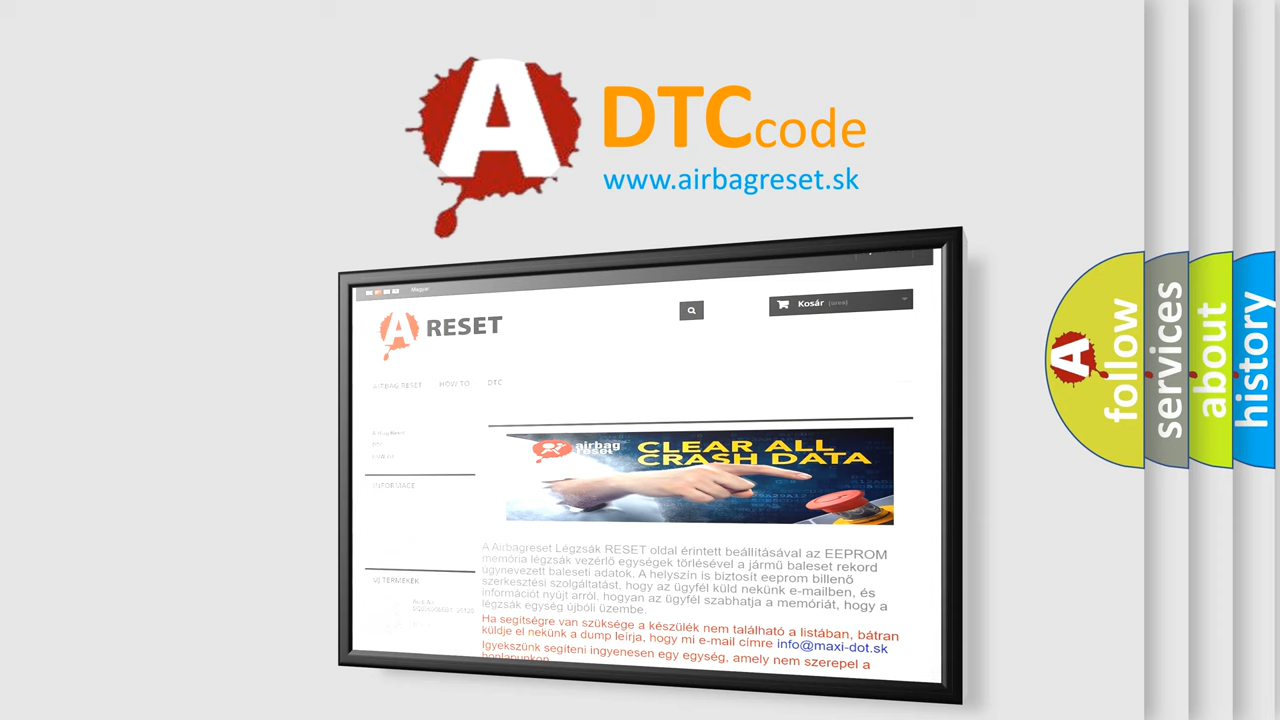 A
DTC code
www.airbagreset.sk
Magyar
A RESET
Kosár (üres)
AIRBAG RESET HOW TO DTC
INFORMACE
airbag
reset
CLEAR ALL
CRASH DATA
A Airbagreset Légzsák RESET oldal érintett beállításával az EEPROM
memória légzsák vezérlő egységek törlésével a jármű baleset rekord
úgynevezett baleseti adatok. A helyszín is biztosít eeprom billenő
szerkesztési szolgáltatást, hogy az ügyfél küld nekünk e-mailben, és
információt nyújt arról, hogyan az ügyfél szabhatja a memóriát, hogy a
légzsák egység újbóli üzembe.
Ha segítségre van szüksége a készülék nem található a listában, bátran
küldje el nekünk a dump leírja, hogy mi e-mail címre info@maxi-dot.sk
Igyekszünk segíteni ingyenesen egy egység, amely nem szerepel a
honlapunkon
ÚJ TERMÉKEK
A
follow
services
about
history